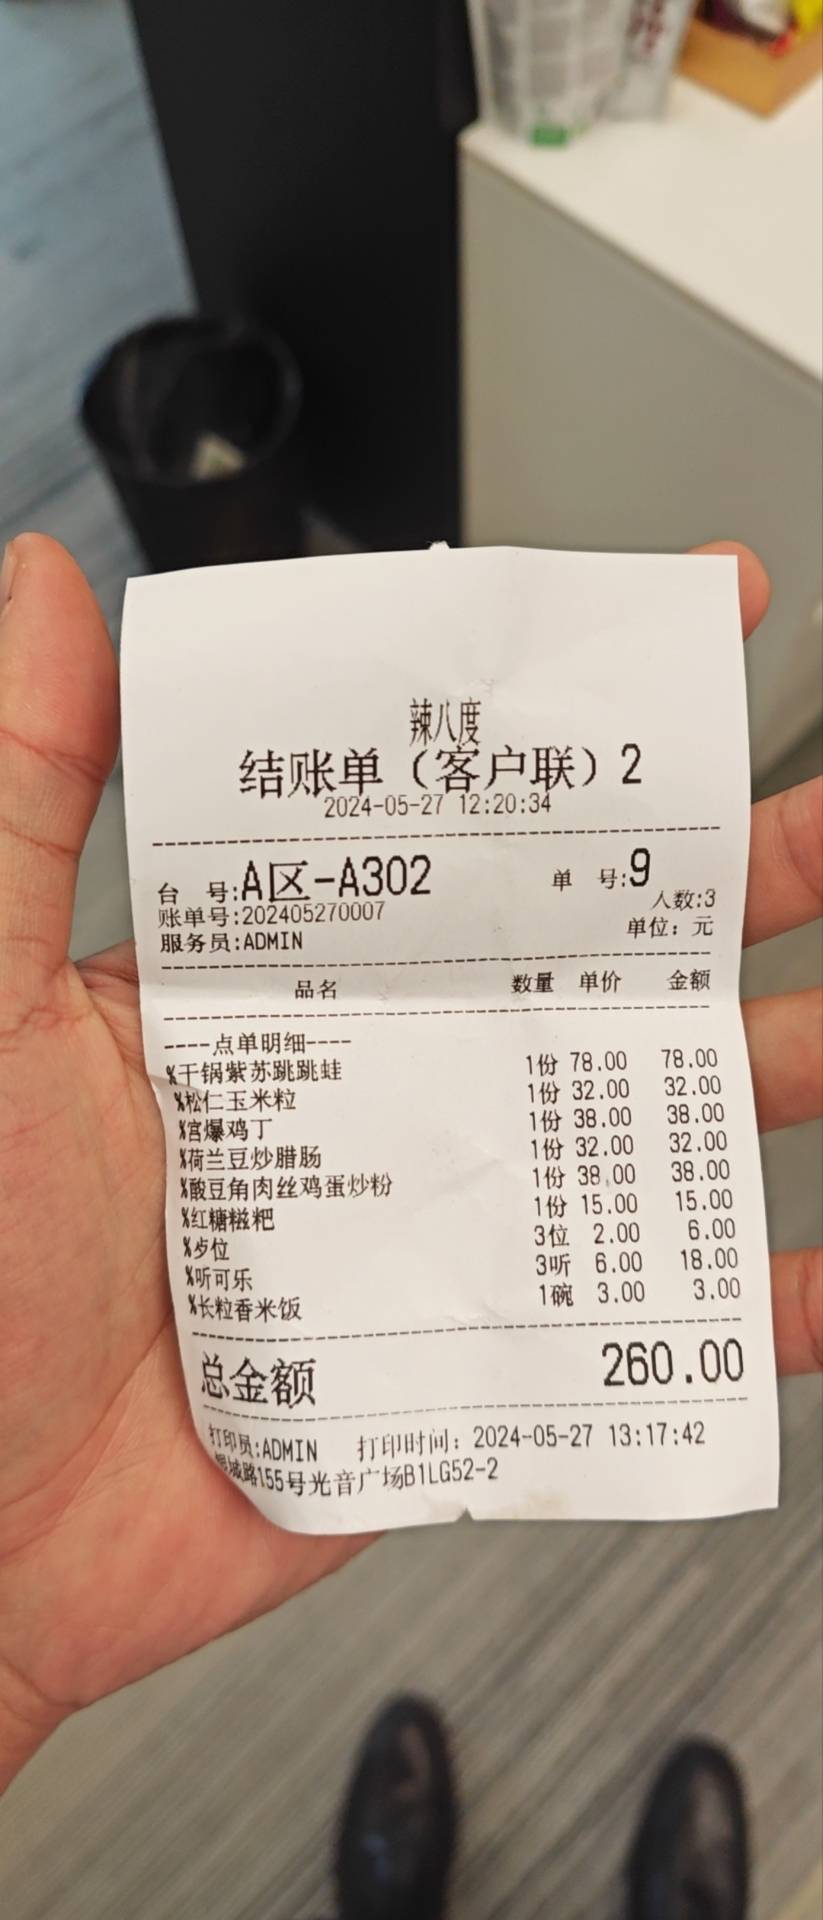 辣八度
结账单（客户联）2
2024-05-27 12:20:34
台 号:A区-A302 单 号:9
账单号:202405270007 人数:3
服务员:ADMIN 单位：元
品名 数量 单价 金额
----点单明细----
%干锅紫苏跳跳蛙 1份 78.00 78.00
%松仁玉米粒 1份 32.00 32.00
%宫爆鸡丁 1份 38.00 38.00
%荷兰豆炒腊肠 1份 32.00 32.00
%酸豆角肉丝鸡蛋炒粉 1份 38.00 38.00
%红糖糍粑 1份 15.00 15.00
%歺位 3位 2.00 6.00
%听可乐 3听 6.00 18.00
%长粒香米饭 1碗 3.00 3.00
总金额 260.00
打印员:ADMIN 打印时间：2024-05-27 13:17:42
城路155号光音广场B1LG52-2